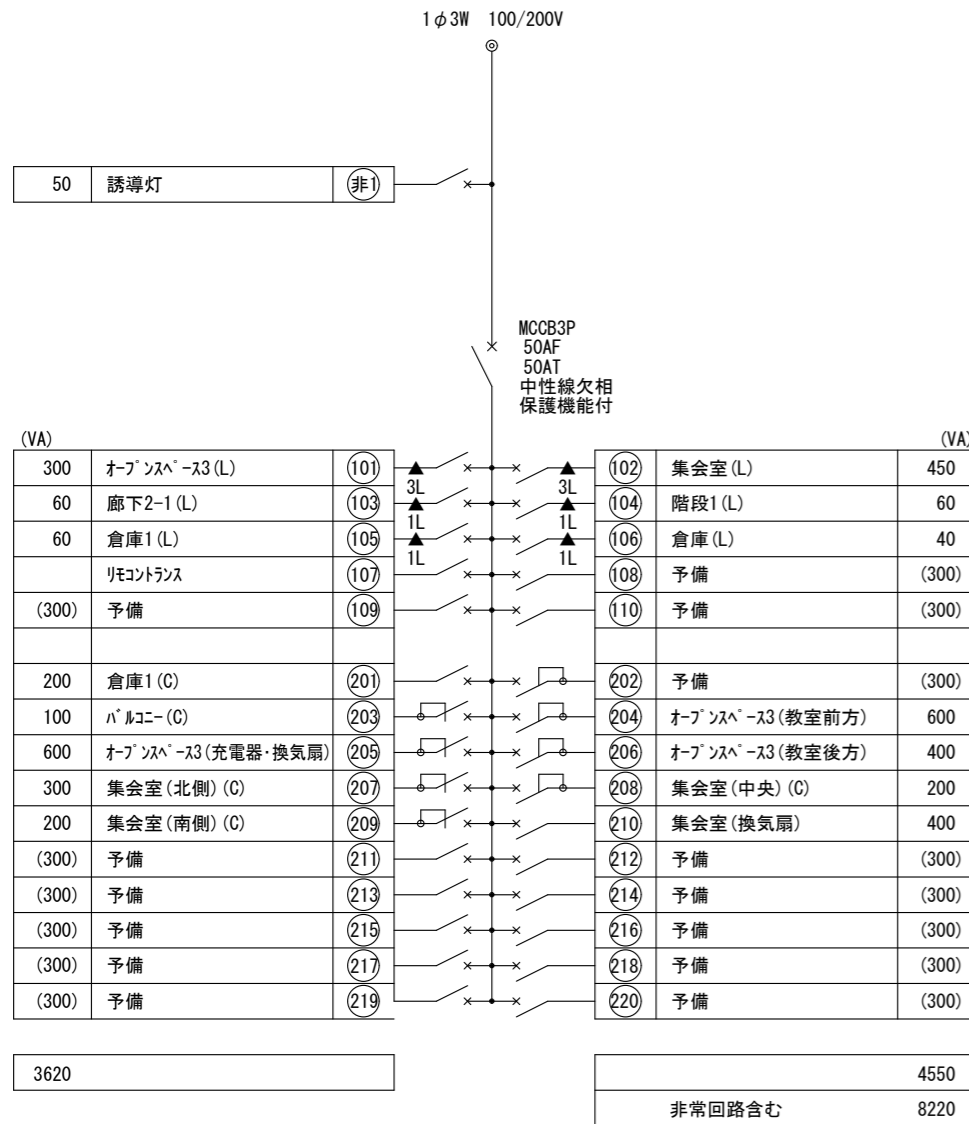 1φ3W 100/200V
50 誘導灯 非1
MCCB3P
50AF
50AT
中性線欠相
保護機能付
(VA) (VA)
300 オープンスペース3(L) 101 3L 3L 102 集会室(L) 450
60 廊下2-1(L) 103 1L 1L 104 階段1(L) 60
60 倉庫1(L) 105 1L 1L 106 倉庫(L) 40
リモコントランス 107 108 予備 (300)
(300) 予備 109 110 予備 (300)
200 倉庫1(C) 201 202 予備 (300)
100 バルコニー(C) 203 204 オープンスペース3(教室前方) 600
600 オープンスペース3(充電器・換気扇) 205 206 オープンスペース3(教室後方) 400
300 集会室(北側)(C) 207 208 集会室(中央)(C) 200
200 集会室(南側)(C) 209 210 集会室(換気扇) 400
(300) 予備 211 212 予備 (300)
(300) 予備 213 214 予備 (300)
(300) 予備 215 216 予備 (300)
(300) 予備 217 218 予備 (300)
(300) 予備 219 220 予備 (300)
3620 4550
非常回路含む 8220